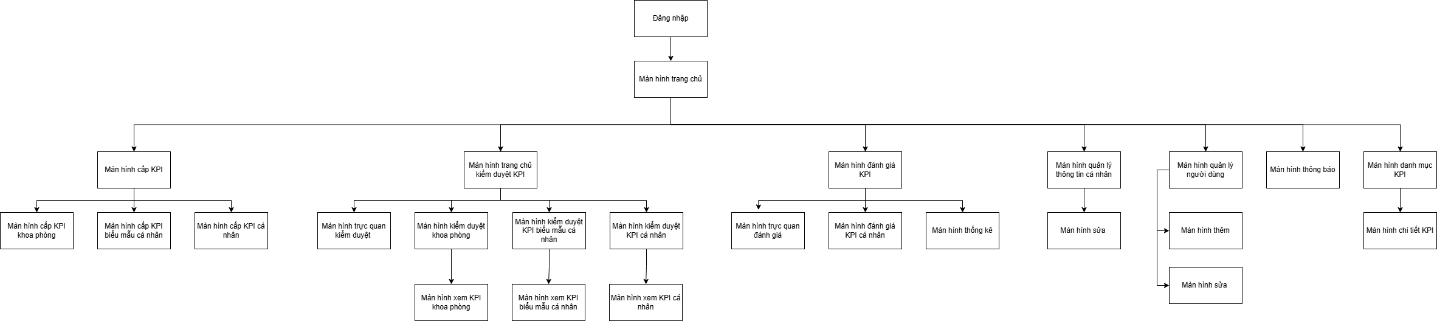 Đăng nhập
Màn hình trang chủ
Màn hình cấp KPI
Màn hình trang chủ
kiểm duyệt KPI
Màn hình đánh giá
KPI
Màn hình quản lý
thông tin cá nhân
Màn hình quản lý
người dùng
Màn hình thông báo
Màn hình danh mục
KPI
Màn hình cấp KPI
khoa phòng
Màn hình cấp KPI
biểu mẫu cá nhân
Màn hình cấp KPI cá
nhân
Màn hình trực quan
kiểm duyệt
Màn hình kiểm duyệt
khoa phòng
Màn hình kiểm duyệt
KPI biểu mẫu cá
nhân
Màn hình kiểm duyệt
KPI cá nhân
Màn hình trực quan
đánh giá
Màn hình đánh giá
KPI cá nhân
Màn hình thống kê
Màn hình sửa
Màn hình thêm
Màn hình chi tiết KPI
Màn hình xem KPI
khoa phòng
Màn hình xem KPI
biểu mẫu cá nhân
Màn hình xem KPI cá
nhân
Màn hình sửa